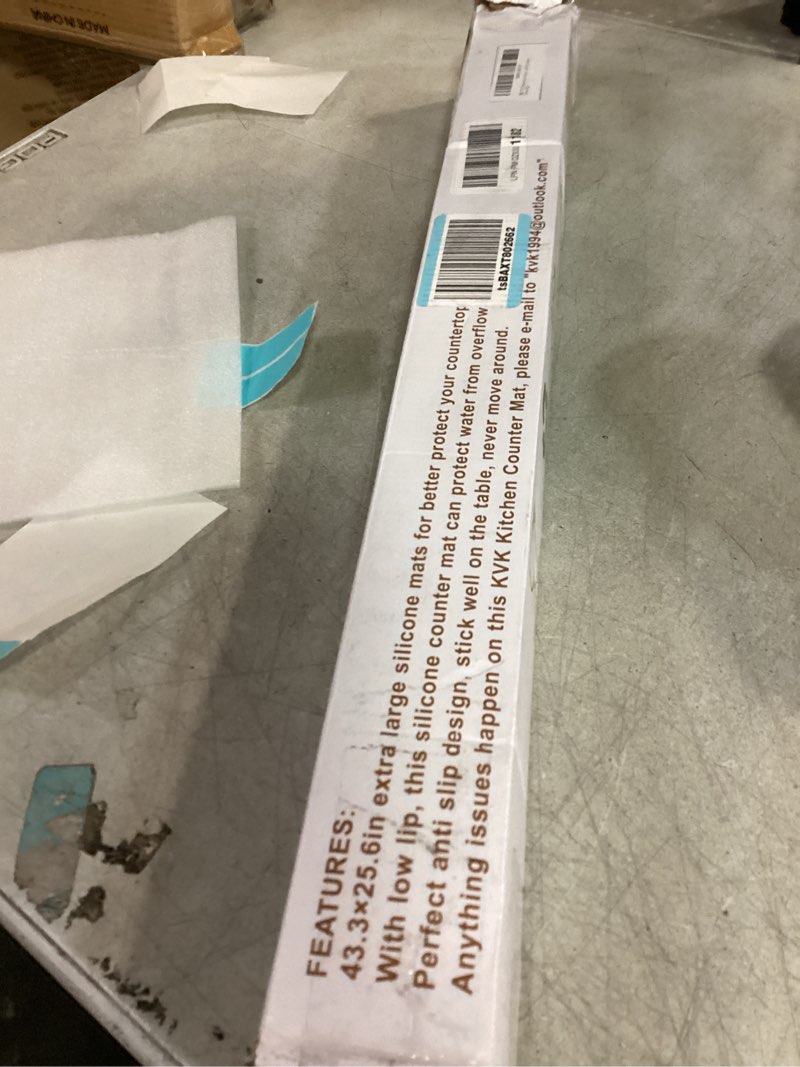 FEATURES:
43.3×25.6in extra large silicone mats for better protect your countertop
With low lip, this silicone counter mat can protect water from overflow
Perfect anti slip design, stick well on the table, never move around.
Anything issues happen on this KVK Kitchen Counter Mat, please e-mail to "kvk1994@outlook.com"
tsBAXT802662
1182
MADE IN CHINA